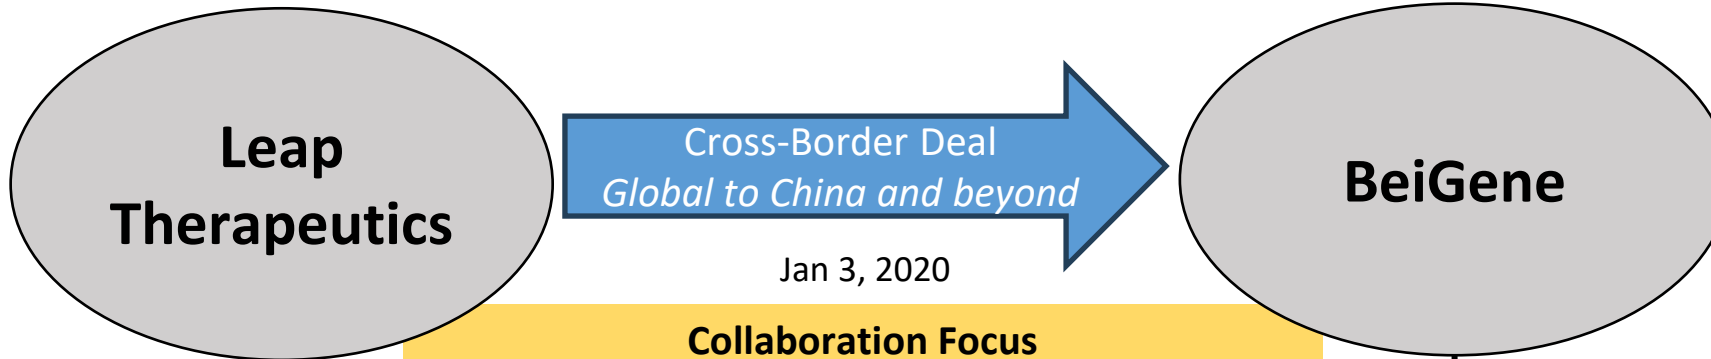 Leap
Therapeutics
Cross-Border Deal
Global to China and beyond
BeiGene
Jan 3, 2020
Collaboration Focus